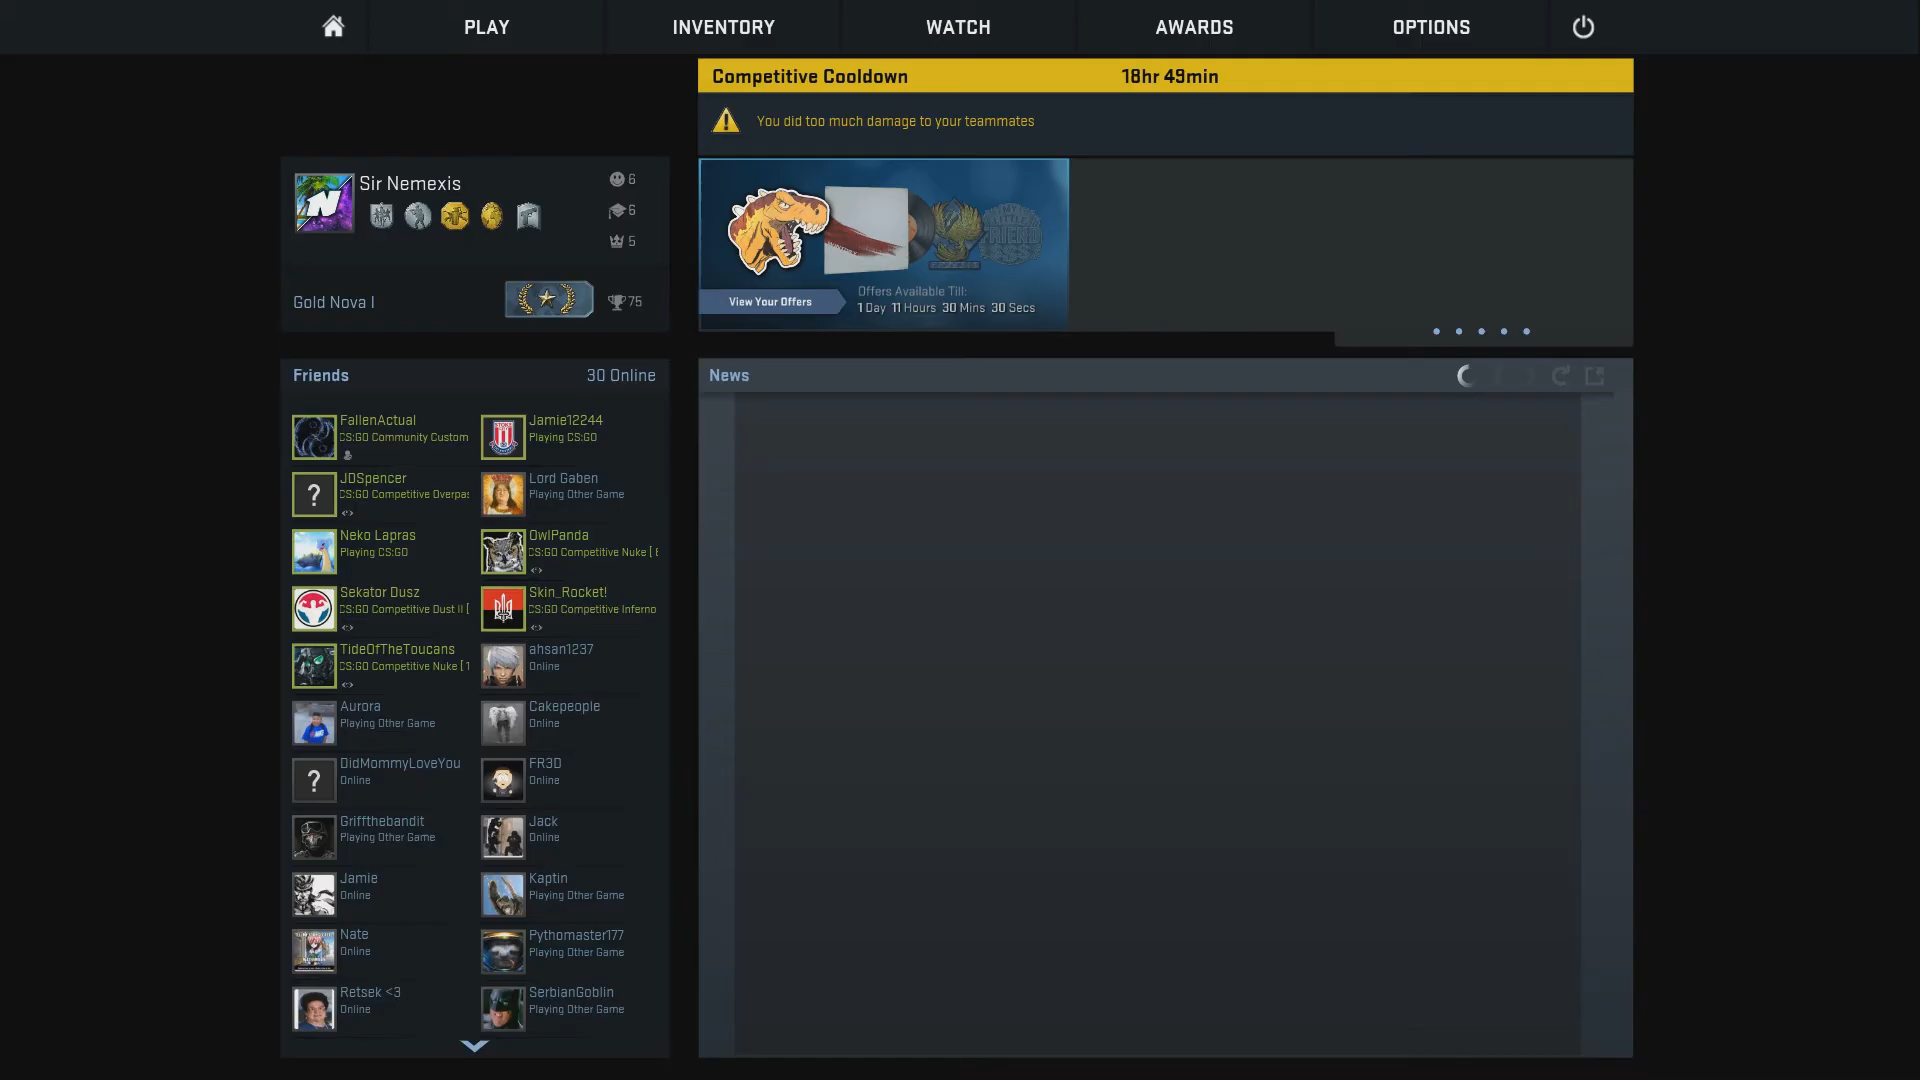 PLAY
INVENTORY
WATCH
AWARDS
OPTIONS
Competitive Cooldown
18hr 49min
You did too much damage to your teammates
Sir Nemexis
6
6
5
Gold Nova I
75
View Your Offers
Offers Available Till:
1 Day 11 Hours 30 Mins 30 Secs
Friends
30 Online
News
FallenActual
CS:GO Community Custom
Jamie12244
Playing CS:GO
JDSpencer
CS:GO Competitive Overpas
Lord Gaben
Playing Other Game
Neko Lapras
Playing CS:GO
OwlPanda
CS:GO Competitive Nuke [
Sekator Dusz
CS:GO Competitive Dust II [
Skin_Rocket!
CS:GO Competitive Inferno
TideOfTheToucans
CS:GO Competitive Nuke [ 1
ahsan1237
Online
Aurora
Playing Other Game
Cakepeople
Online
DidMommyLoveYou
Online
FR3D
Online
Griffthebandit
Playing Other Game
Jack
Online
Jamie
Online
Kaptin
Playing Other Game
Nate
Online
Pythomaster177
Playing Other Game
Retsek <3
Online
SerbianGoblin
Playing Other Game